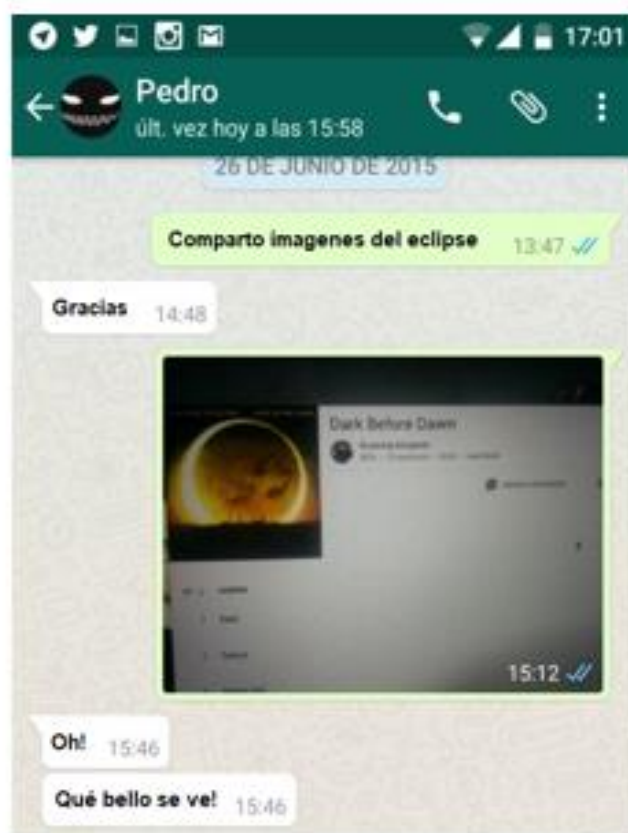 17:01
Pedro
últ. vez hoy a las 15:58
26 DE JUNIO DE 2015
Comparto imagenes del eclipse 13:47
Gracias 14:48
Dark Before Dawn
15:12
Oh! 15:46
Qué bello se ve! 15:46